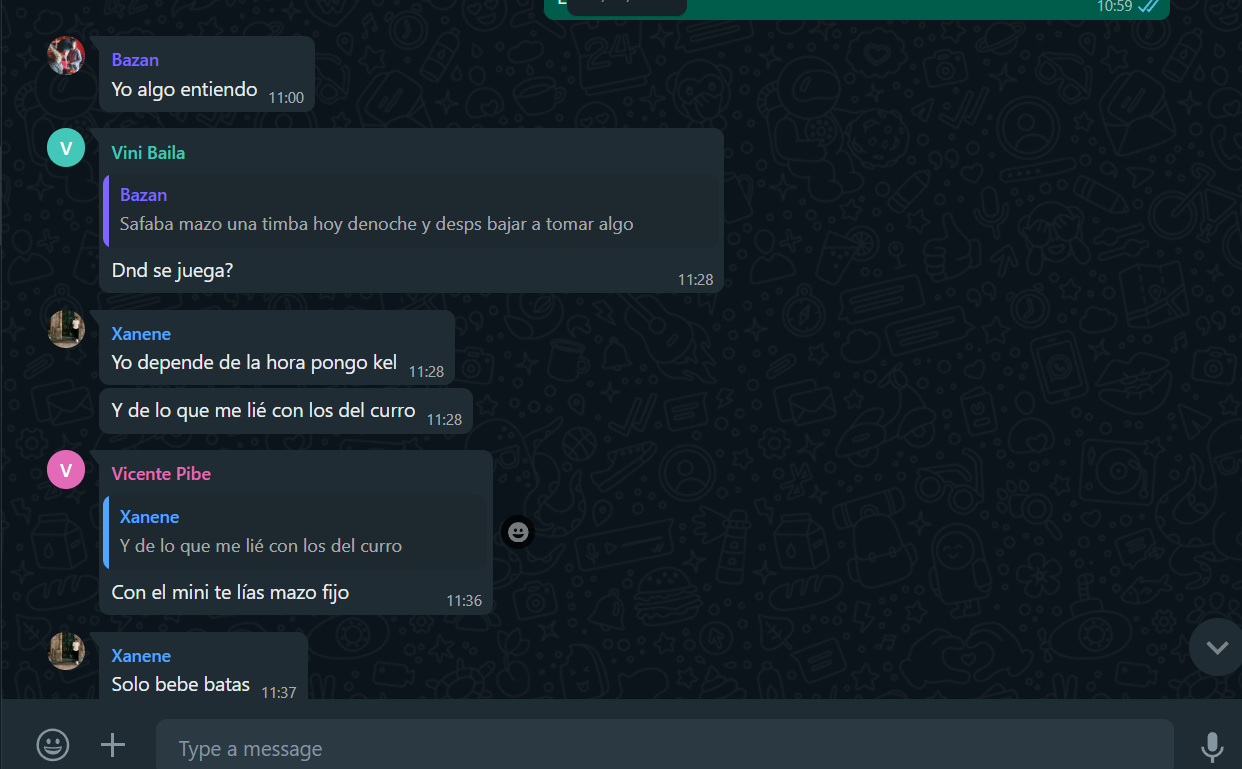 10:59
Bazan
Yo algo entiendo 11:00
V
Vini Baila
Bazan
Safaba mazo una timba hoy denoche y desps bajar a tomar algo
Dnd se juega?
11:28
Xanene
Yo depende de la hora pongo kel 11:28
Y de lo que me lié con los del curro 11:28
V
Vicente Pibe
Xanene
Y de lo que me lié con los del curro
Con el mini te lías mazo fijo
11:36
Xanene
Solo bebe batas 11:37
Type a message